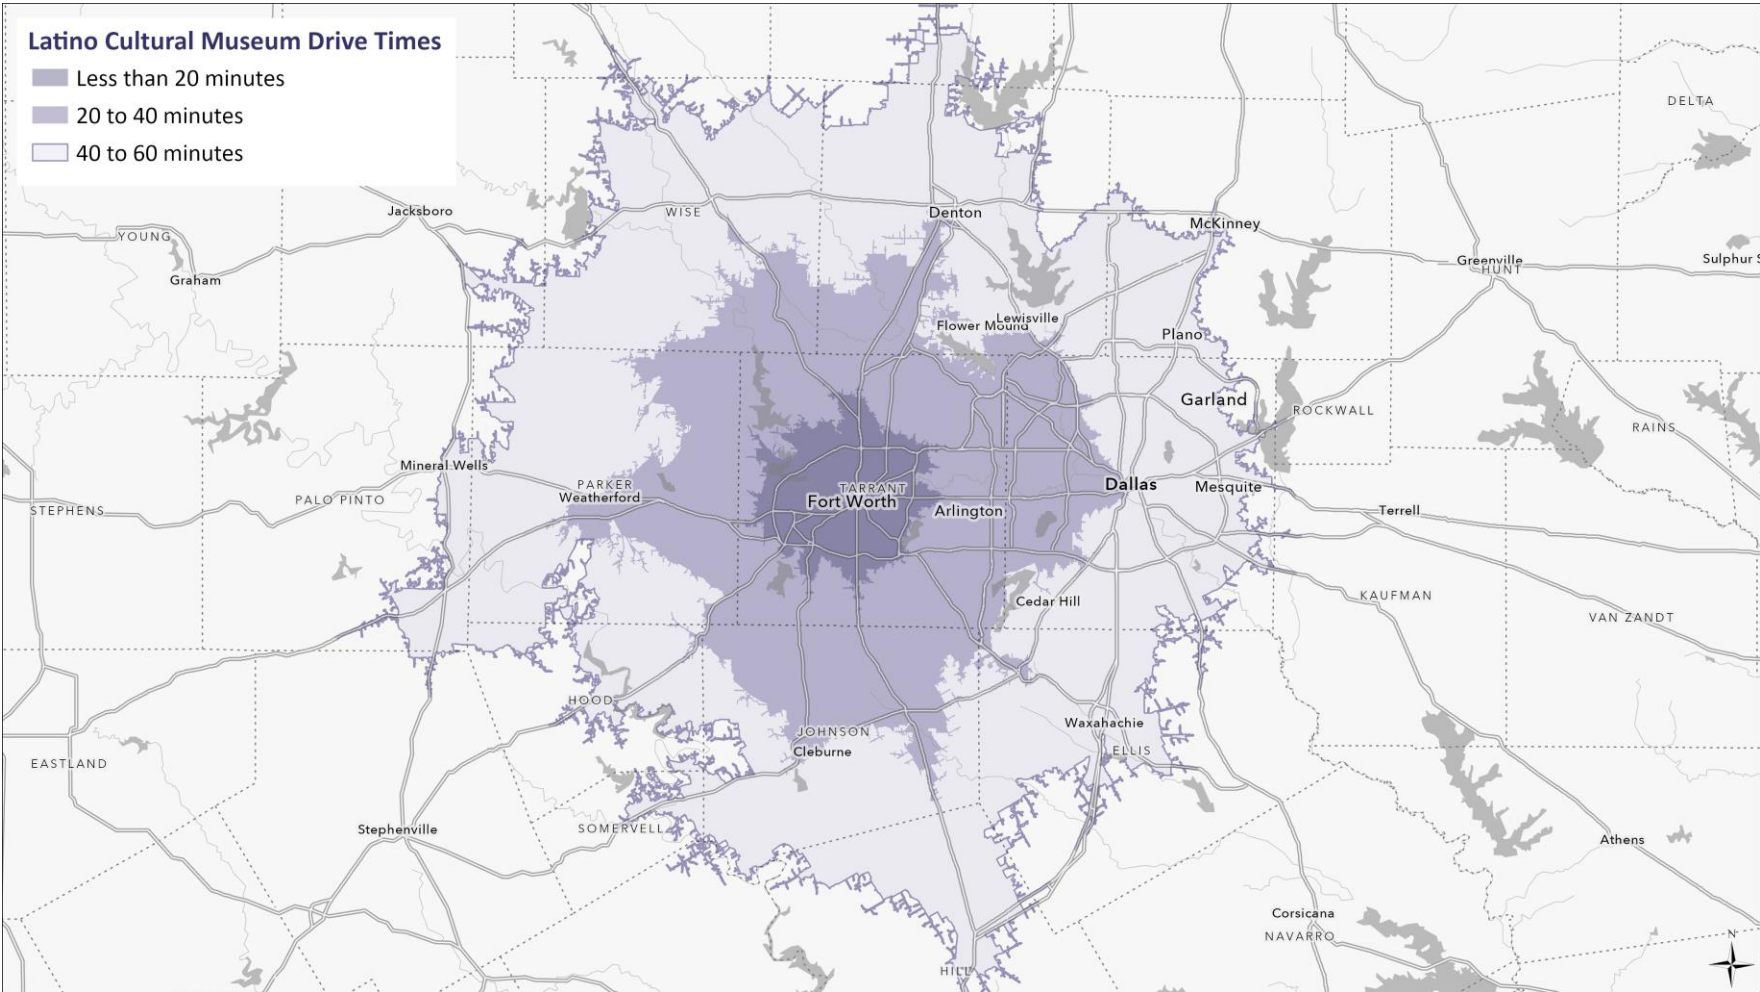 Latino Cultural Museum Drive Times
Less than 20 minutes
20 to 40 minutes
40 to 60 minutes
DELTA
Jacksboro
WISE
Denton
McKinney
YOUNG
Graham
Greenville
HUNT
Sulphur S
Flower Mound
Lewisville
Plano
Garland
ROCKWALL
RAINS
Mineral Wells
PALO PINTO
STEPHENS
PARKER
Weatherford
TARRANT
Fort Worth
Arlington
Dallas
Mesquite
Terrell
Cedar Hill
KAUFMAN
VAN ZANDT
HOOD
JOHNSON
Cleburne
Waxahachie
ELLIS
EASTLAND
Stephenville
SOMERVELL
Athens
Corsicana
NAVARRO
HILL
N